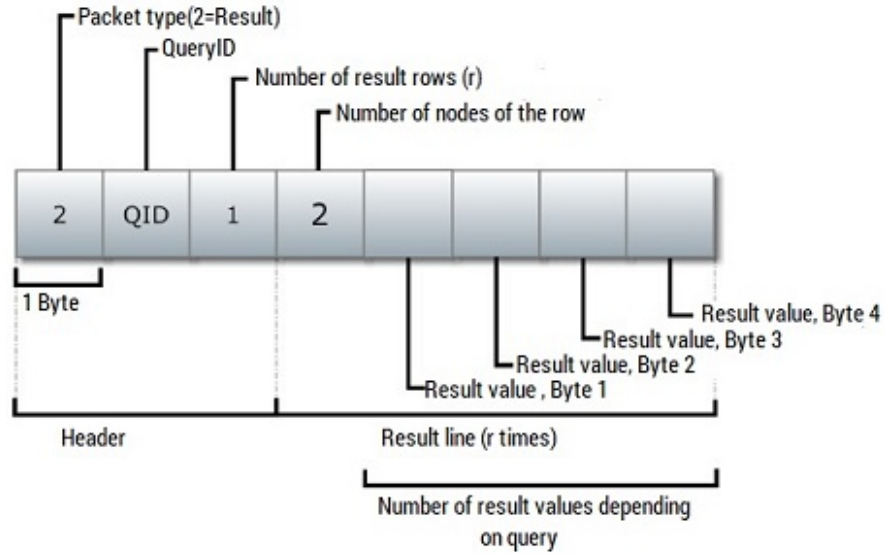 Packet type(2=Result)
QueryID
Number of result rows (r)
Number of nodes of the row
2 QID 1 2
1 Byte
Result value, Byte 4
Result value, Byte 3
Result value, Byte 2
Result value , Byte 1
Header
Result line (r times)
Number of result values depending
on query